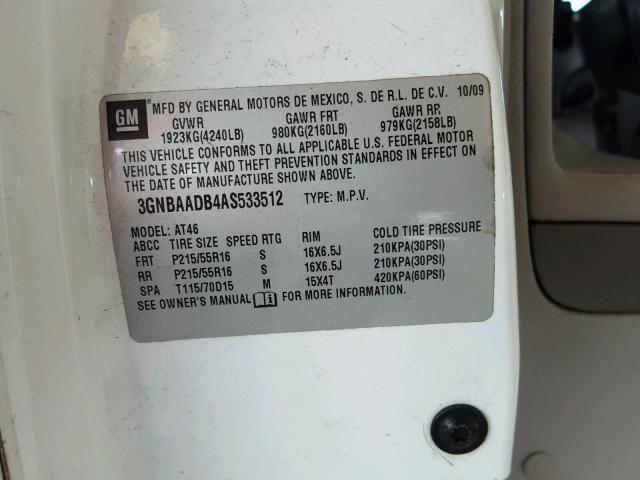 GM
MFD BY GENERAL MOTORS DE MEXICO, S. DE R.L. DE C.V. 10/09
GVWR GAWR FRT GAWR RR
1923KG(4240LB) 980KG(2160LB) 979KG(2158LB)
THIS VEHICLE CONFORMS TO ALL APPLICABLE U.S. FEDERAL MOTOR
VEHICLE SAFETY AND THEFT PREVENTION STANDARDS IN EFFECT ON
THE DATE OF MANUFACTURE SHOWN ABOVE.
3GNBAADB4AS533512 TYPE: M.P.V.
MODEL: AT46
ABCC TIRE SIZE SPEED RTG RIM COLD TIRE PRESSURE
FRT P215/55R16 S 16X6.5J 210KPA(30PSI)
RR P215/55R16 S 16X6.5J 210KPA(30PSI)
SPA T115/70D15 M 15X4T 420KPA(60PSI)
SEE OWNER'S MANUAL FOR MORE INFORMATION.